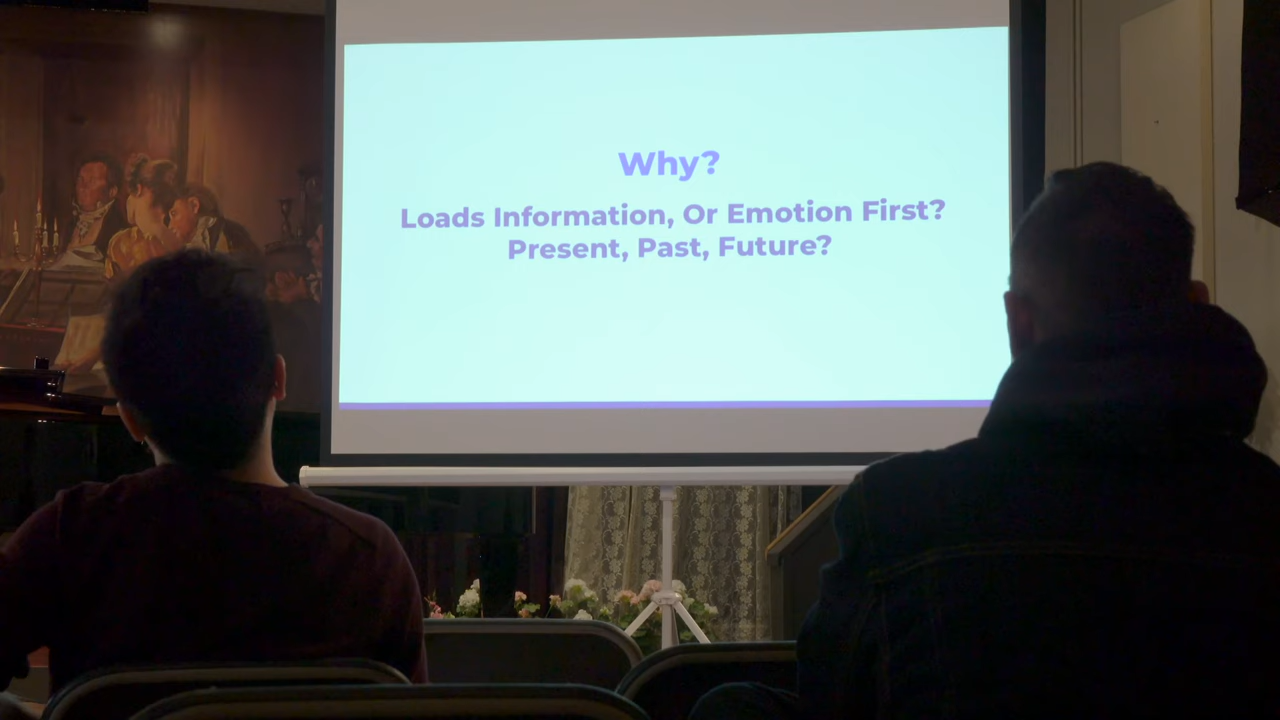 Why?
Loads Information, Or Emotion First?
Present, Past, Future?